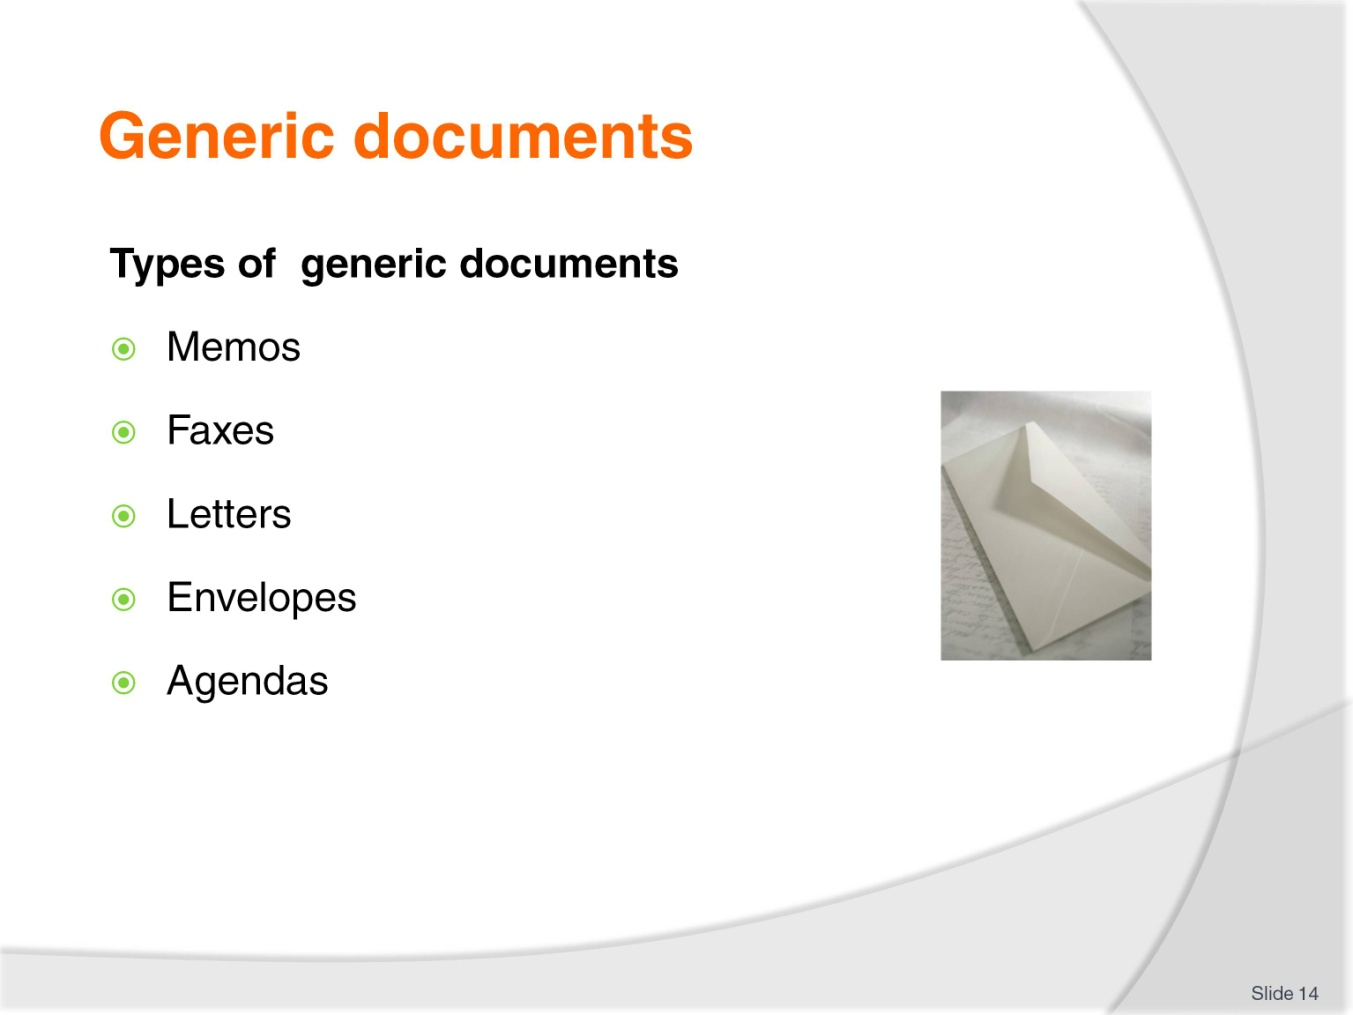 Generic documents
Types of  generic documents
Memos
Faxes
Letters
Envelopes
Agendas
Slide 14